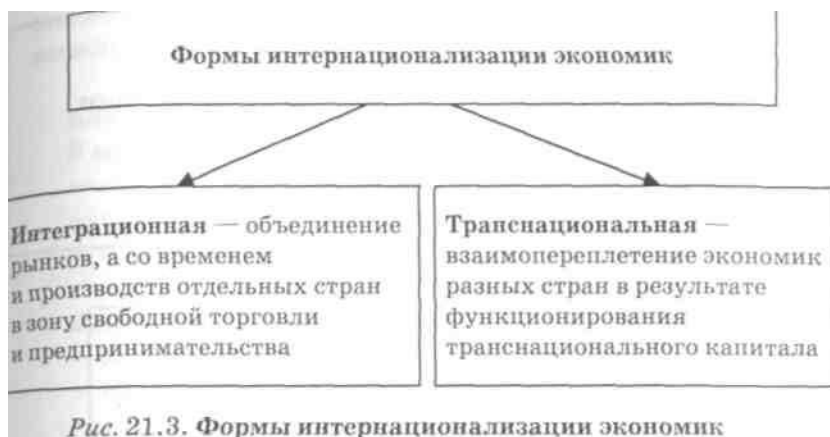 Формы интернационализации экономик
Интеграционная — объединение
рынков, а со временем
и производств отдельных стран
в зону свободной торговли
и предпринимательства
Транснациональная —
взаимопереплетение экономик
разных стран в результате
функционирования
транснационального капитала
Рис. 21.3. Формы интернационализации экономик